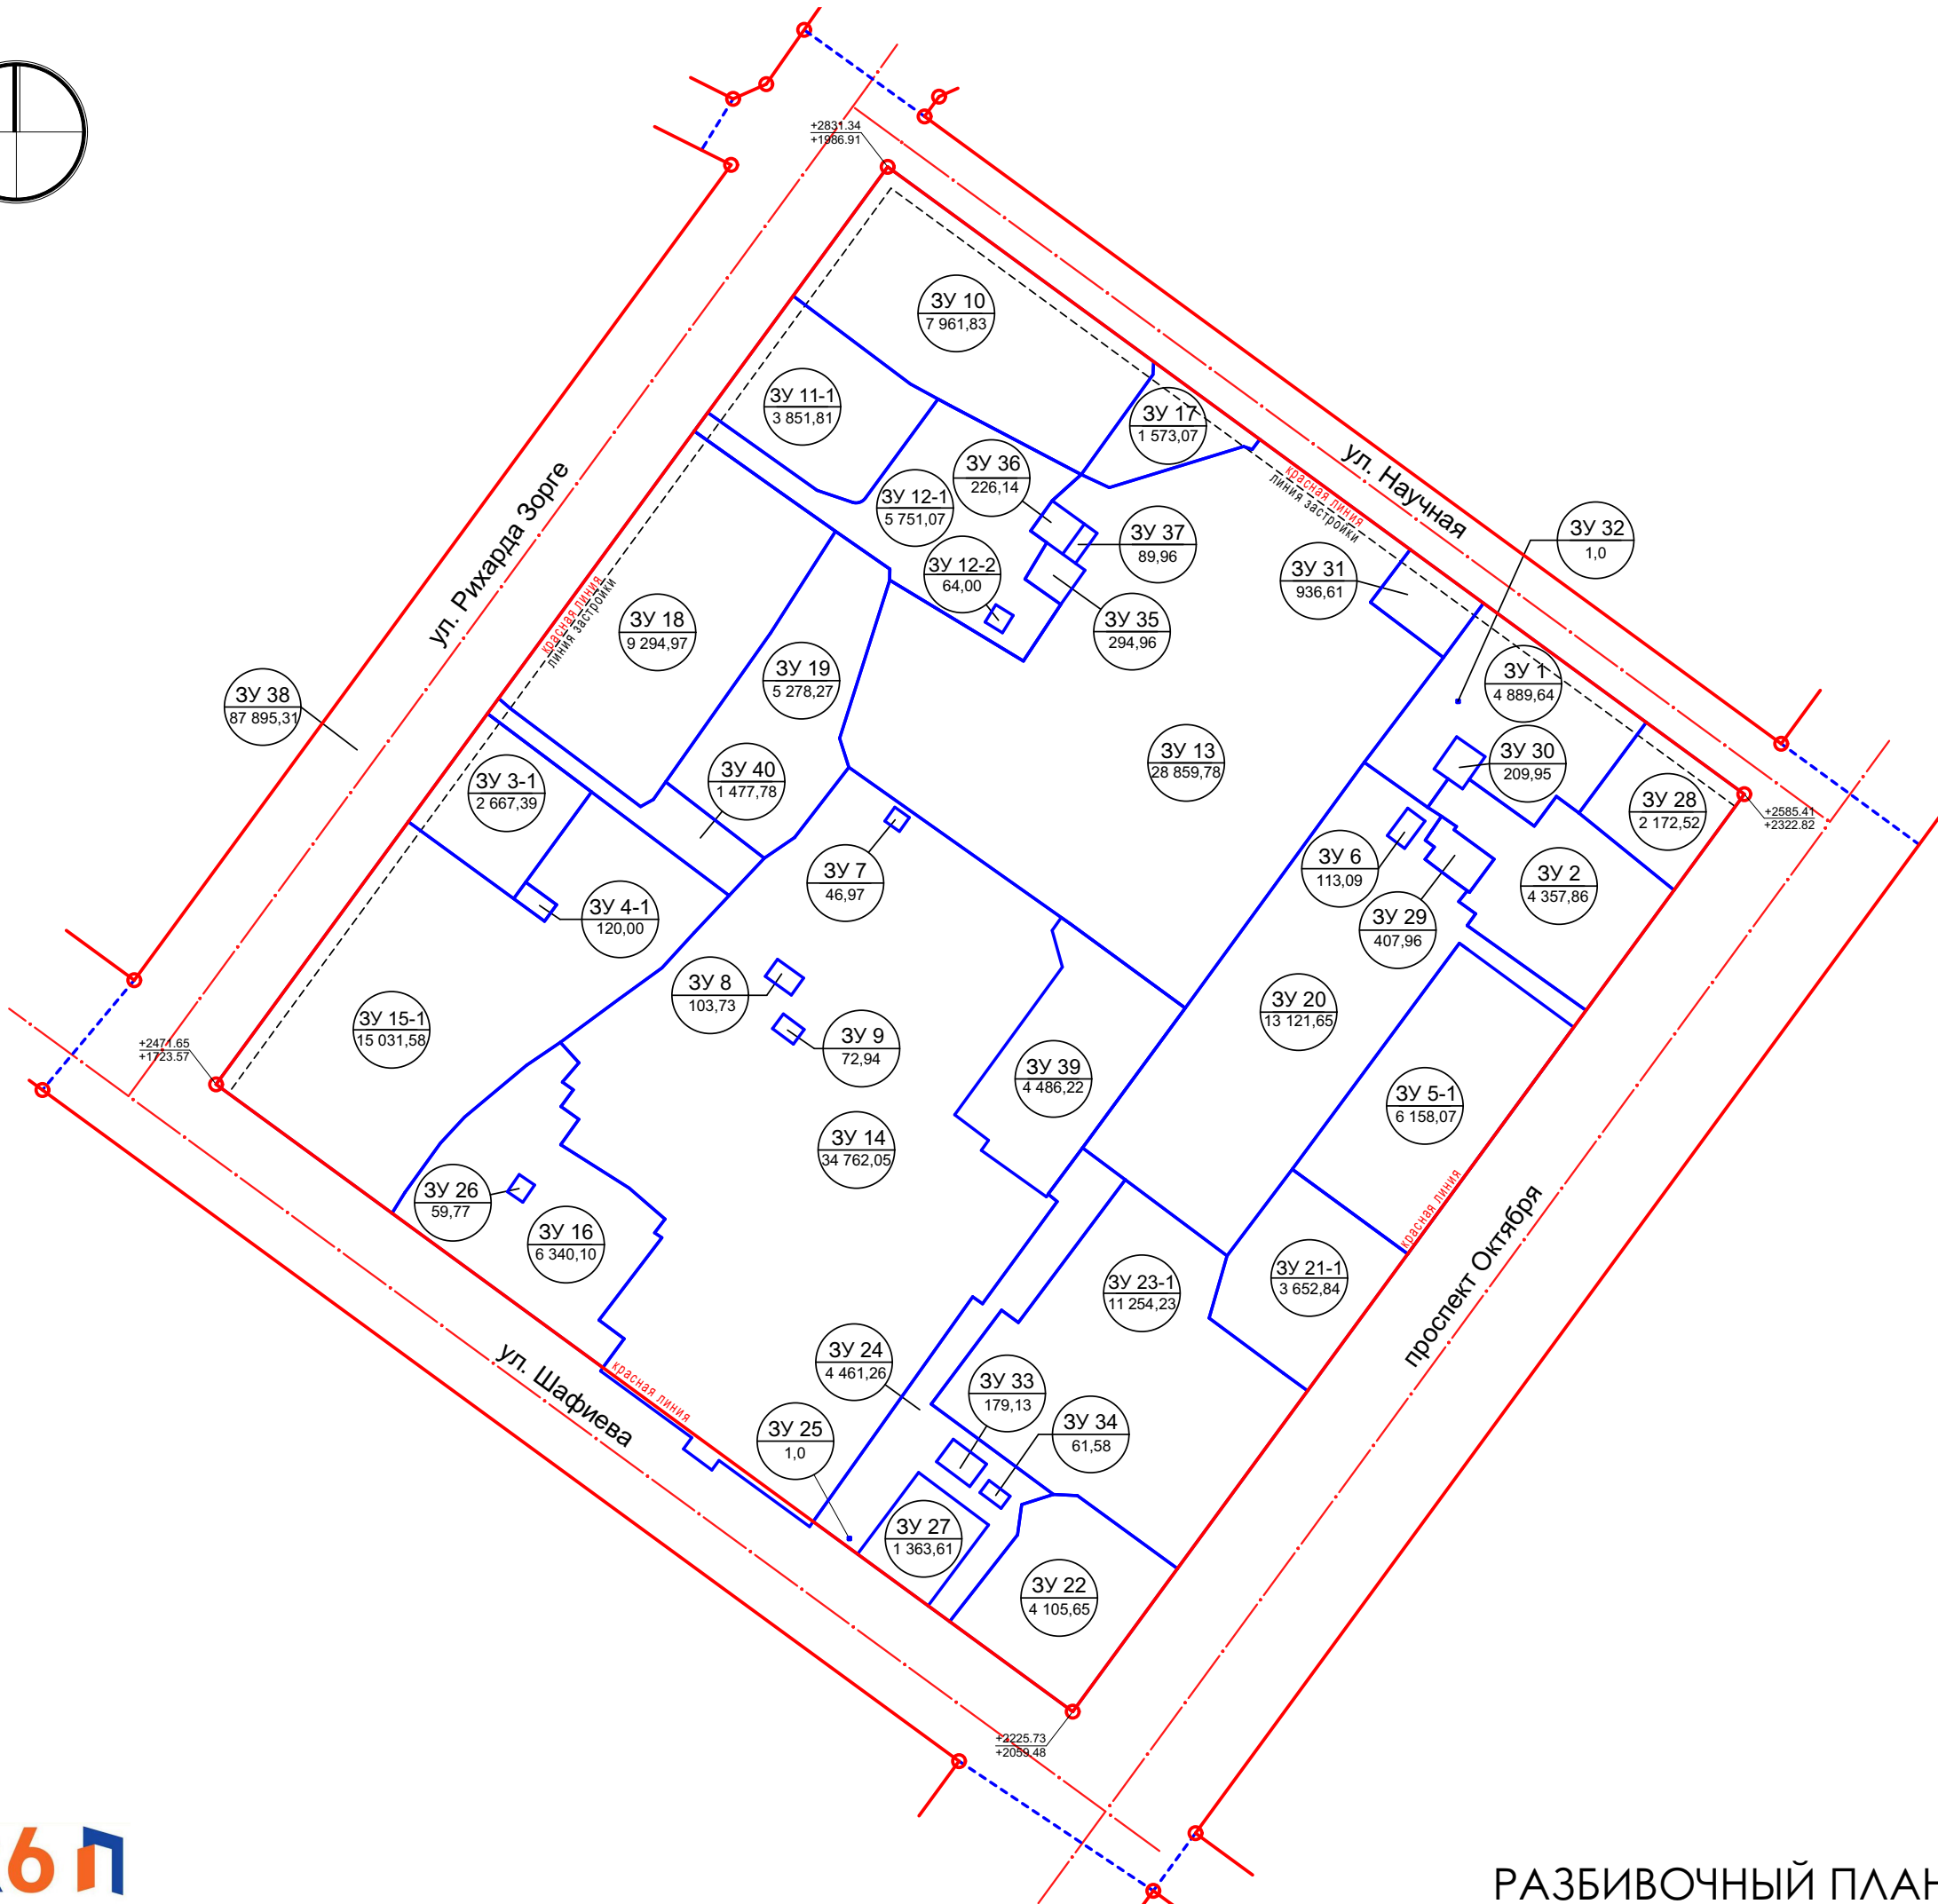 +2831.34
+1986.91
ЗУ 10
7 961,83
ЗУ 11-1
3 851,81
ЗУ 17
1 573,07
ул. Научная
красная линия
линия застройки
ЗУ 36
226,14
ЗУ 12-1
5 751,07
ЗУ 37
89,96
ЗУ 32
1,0
ЗУ 12-2
64,00
ЗУ 31
936,61
ул. Рихарда Зорге
красная линия
линия застройки
ЗУ 18
9 294,97
ЗУ 35
294,96
ЗУ 19
5 278,27
ЗУ 1
4 889,64
ЗУ 38
87 895,31
ЗУ 13
28 859,78
ЗУ 30
209,95
ЗУ 40
1 477,78
ЗУ 3-1
2 667,39
ЗУ 28
2 172,52
+2585.41
+2322.82
ЗУ 7
46,97
ЗУ 6
113,09
ЗУ 2
4 357,86
ЗУ 4-1
120,00
ЗУ 29
407,96
ЗУ 8
103,73
ЗУ 20
13 121,65
ЗУ 15-1
15 031,58
ЗУ 9
72,94
+2471.65
+1723.57
ЗУ 39
4 486,22
ЗУ 5-1
6 158,07
ЗУ 14
34 762,05
ЗУ 26
59,77
ЗУ 16
6 340,10
красная линия
проспект Октября
ЗУ 23-1
11 254,23
ЗУ 21-1
3 652,84
ЗУ 24
4 461,26
ул. Шафиева
красная линия
ЗУ 33
179,13
ЗУ 34
61,58
ЗУ 25
1,0
ЗУ 27
1 363,61
ЗУ 22
4 105,65
+2225.73
+2059.48
6 П
РАЗБИВОЧНЫЙ ПЛАН